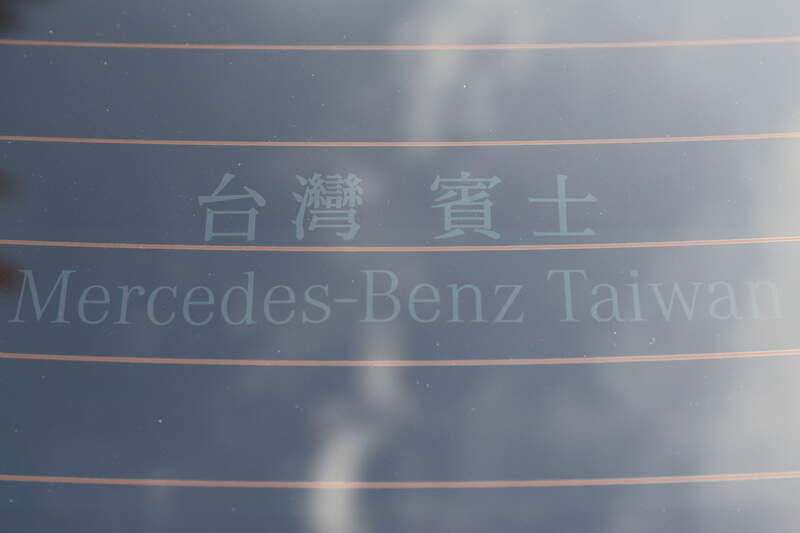 台灣 賓士
Mercedes-Benz Taiwan